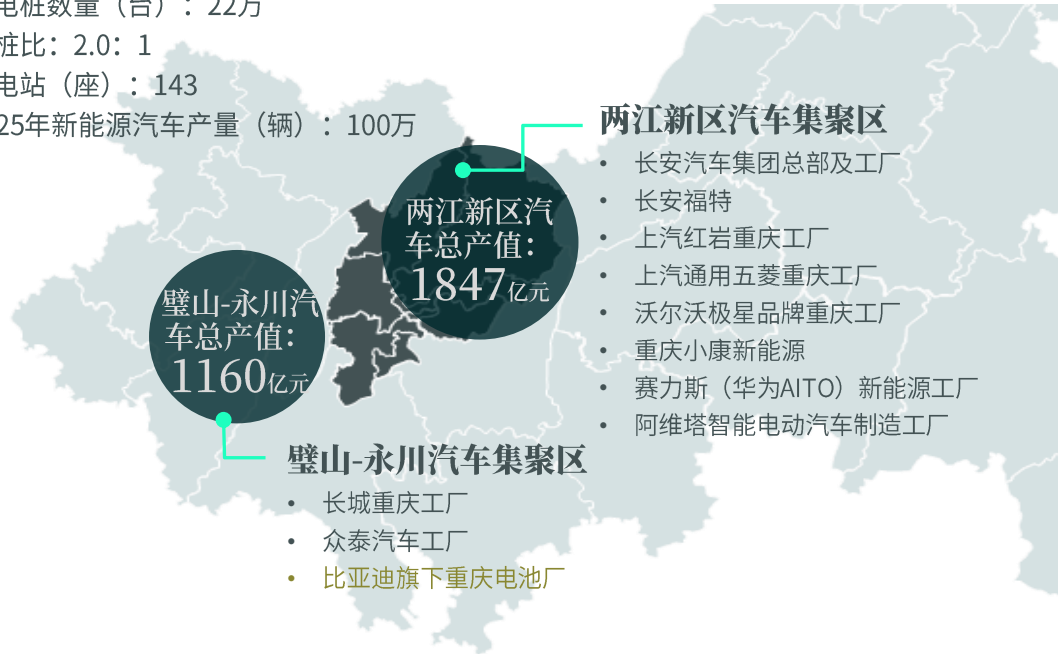 电桩数量（台）：22万
桩比：2.0：1
电站（座）：143
25年新能源汽车产量（辆）：100万
两江新区汽车集聚区
• 长安汽车集团总部及工厂
• 长安福特
• 上汽红岩重庆工厂
• 上汽通用五菱重庆工厂
• 沃尔沃极星品牌重庆工厂
• 重庆小康新能源
• 赛力斯（华为AITO）新能源工厂
• 阿维塔智能电动汽车制造工厂
两江新区汽
车总产值：
1847亿元
璧山-永川汽
车总产值：
1160亿元
璧山-永川汽车集聚区
• 长城重庆工厂
• 众泰汽车工厂
• 比亚迪旗下重庆电池厂